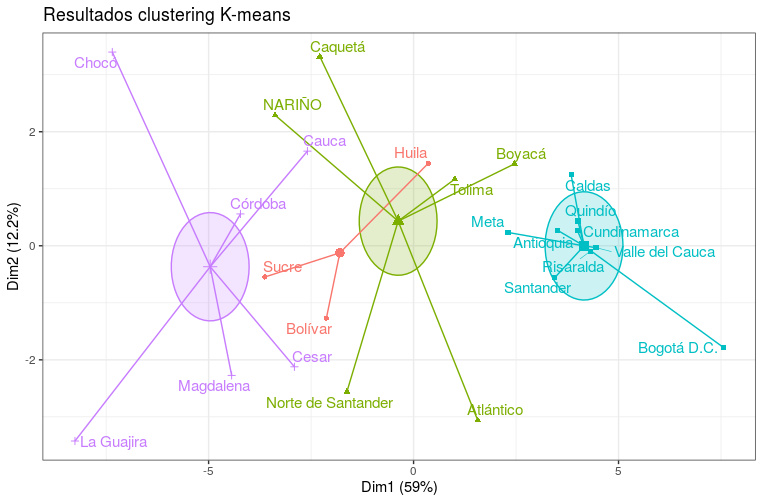 Resultados clustering K-means
Caquetá
Chocó
NARIÑO
Cauca
Huila
Boyacá
Tolima
Caldas
Córdoba
Quindío
Meta
Cundinamarca
Antioquia
Valle del Cauca
Sucre
Risaralda
Santander
Bolívar
Bogotá D.C.
Cesar
Magdalena
Norte de Santander
Atlántico
La Guajira
2
0
-2
Dim2 (12.2%)
-5
0
5
Dim1 (59%)